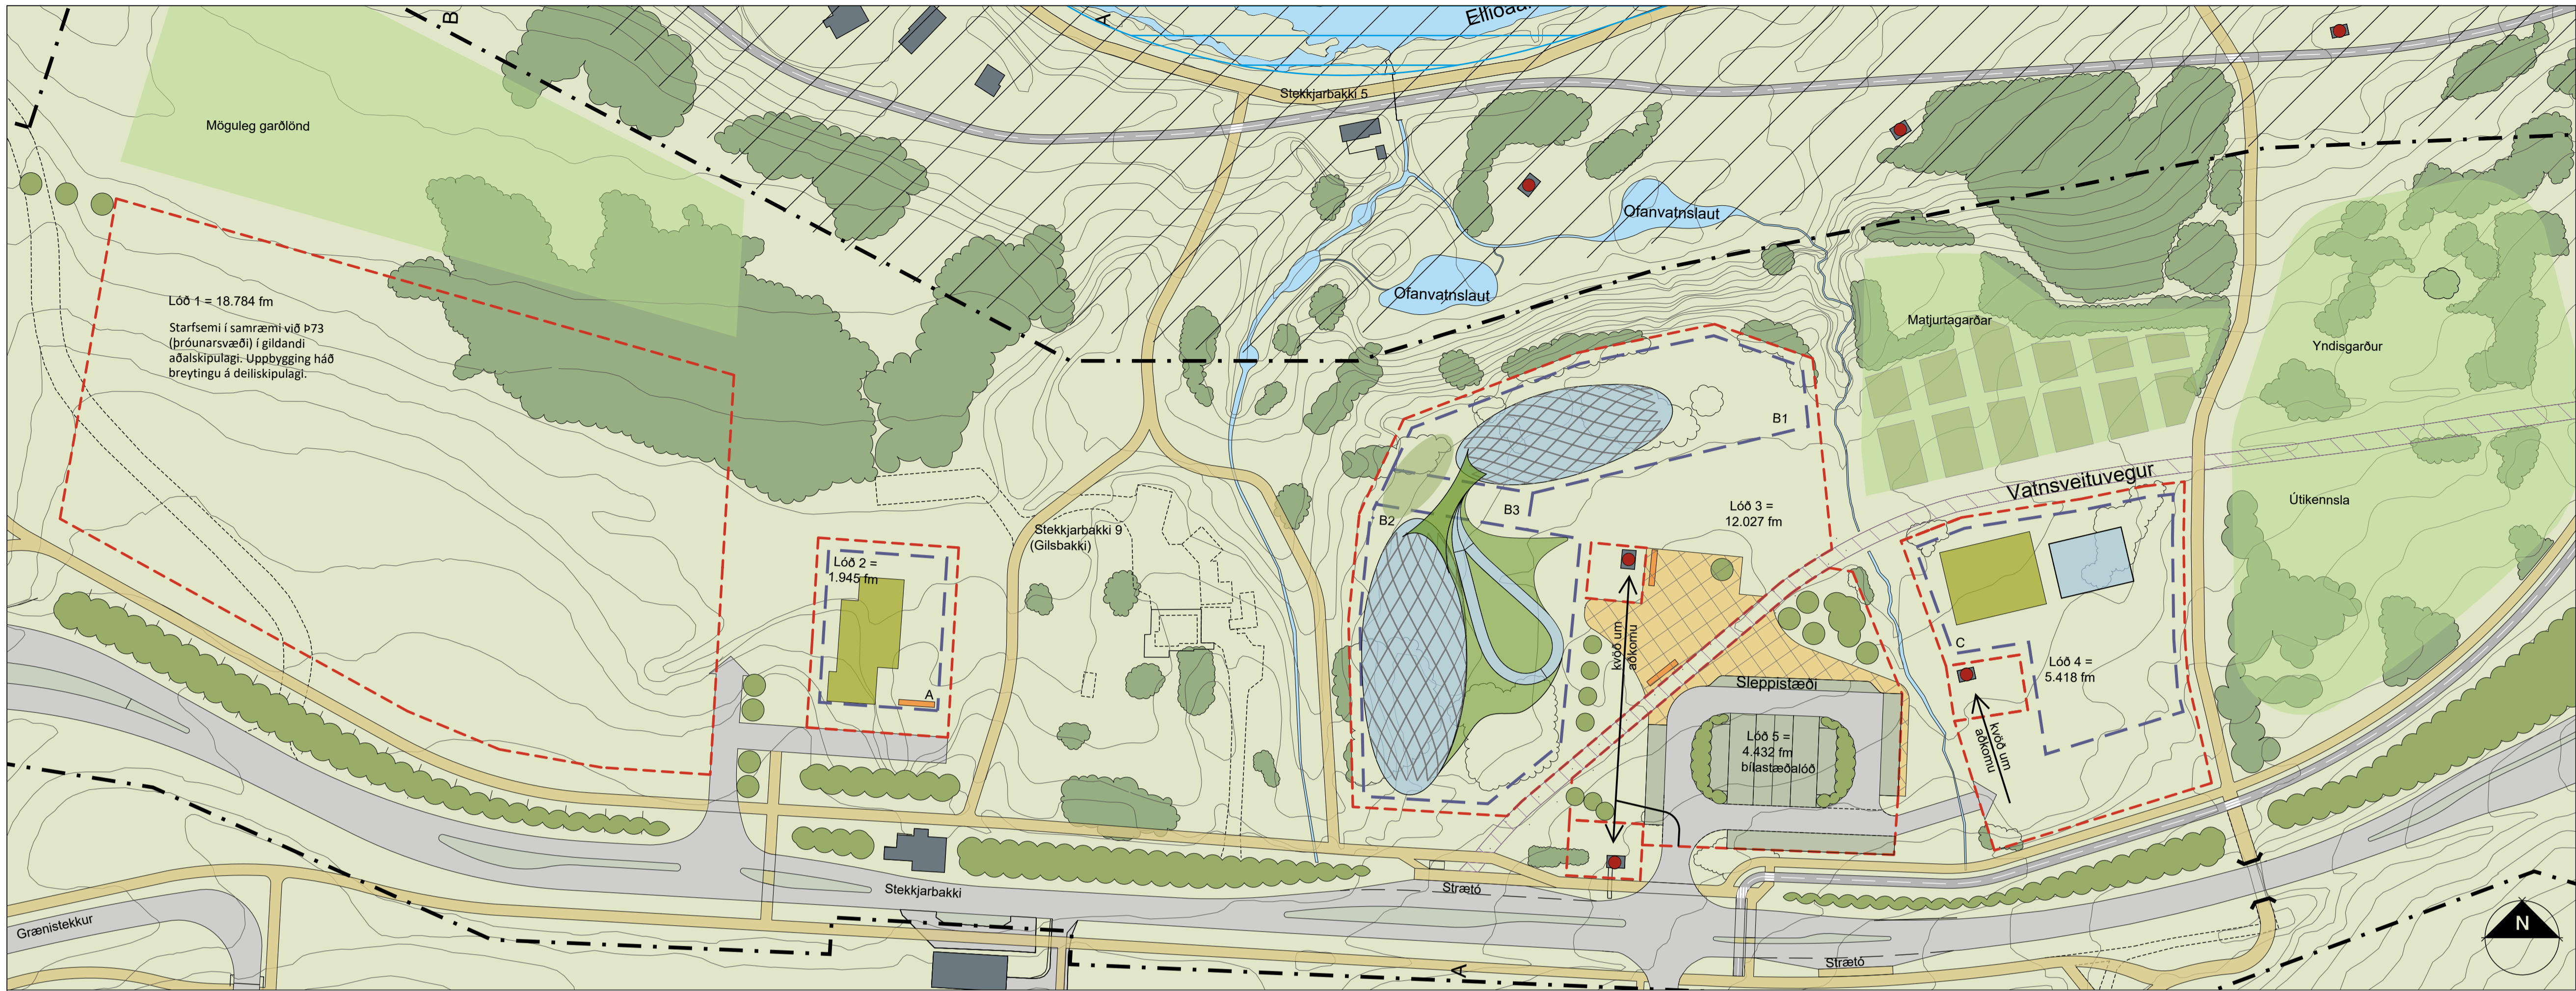 B
A
Stekkjarbakki 5
Möguleg garðlönd
Ofanvatnslaut
Ofanvatnslaut
Lóð 1 = 18.784 fm
Starfsemi í samræmi við Þ73
(þróunarsvæði) í gildandi
aðalskipulagi. Uppbygging háð
breytingu á deiliskipulagi.
Matjurtagarðar
Yndisgarður
B1
B2
B3
Lóð 3 =
12.027 fm
Vatnsveituvegur
Útikennsla
Stekkjarbakki 9
(Gilsbakki)
Lóð 2 =
1.945 fm
A
kvöð um
aðkomu
C
Lóð 4 =
5.418 fm
Sleppistæði
kvöð um
aðkomu
Lóð 5 =
4.432 fm
bílastæðalóð
Stekkjarbakki
Strætó
Grænistekkur
Strætó
A
N